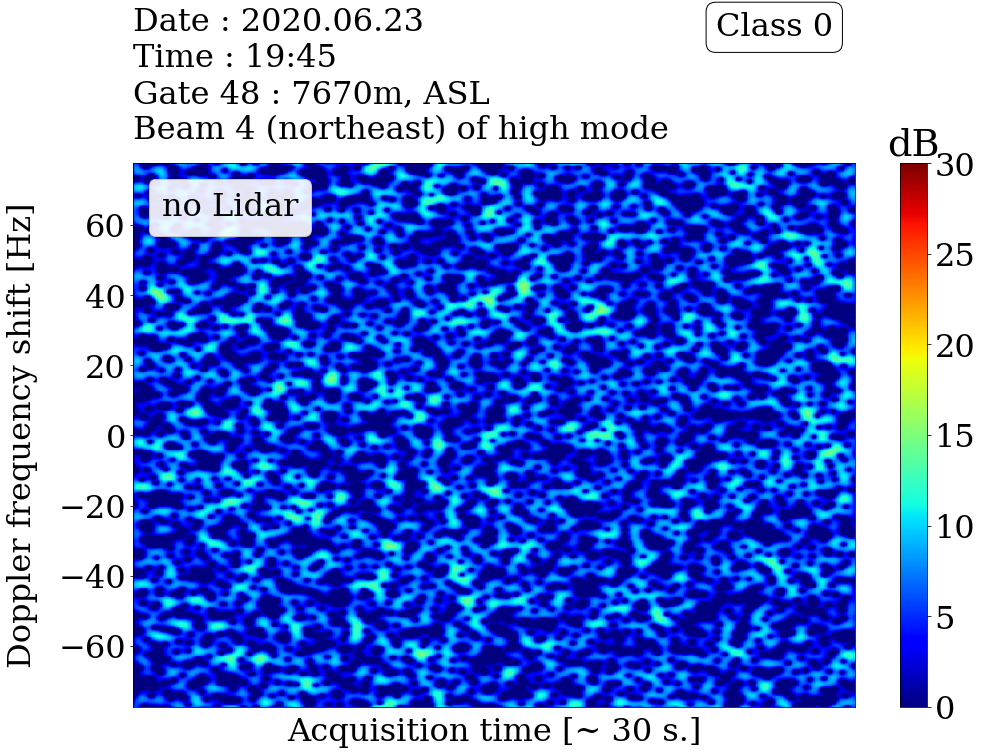 Date : 2020.06.23
Time : 19:45
Gate 48 : 7670m, ASL
Beam 4 (northeast) of high mode
Class 0
dB
no Lidar
Doppler frequency shift [Hz]
60
40
20
0
−20
−40
−60
Acquisition time [~ 30 s.]
30
25
20
15
10
5
0